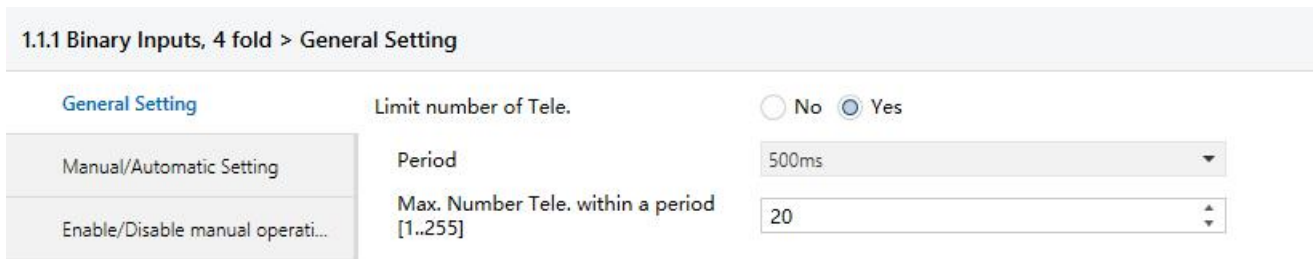 1.1.1 Binary Inputs, 4 fold > General Setting
General Setting
Limit number of Tele.
No Yes
Manual/Automatic Setting
Period
500ms
Enable/Disable manual operati...
Max. Number Tele. within a period
[1..255]
20